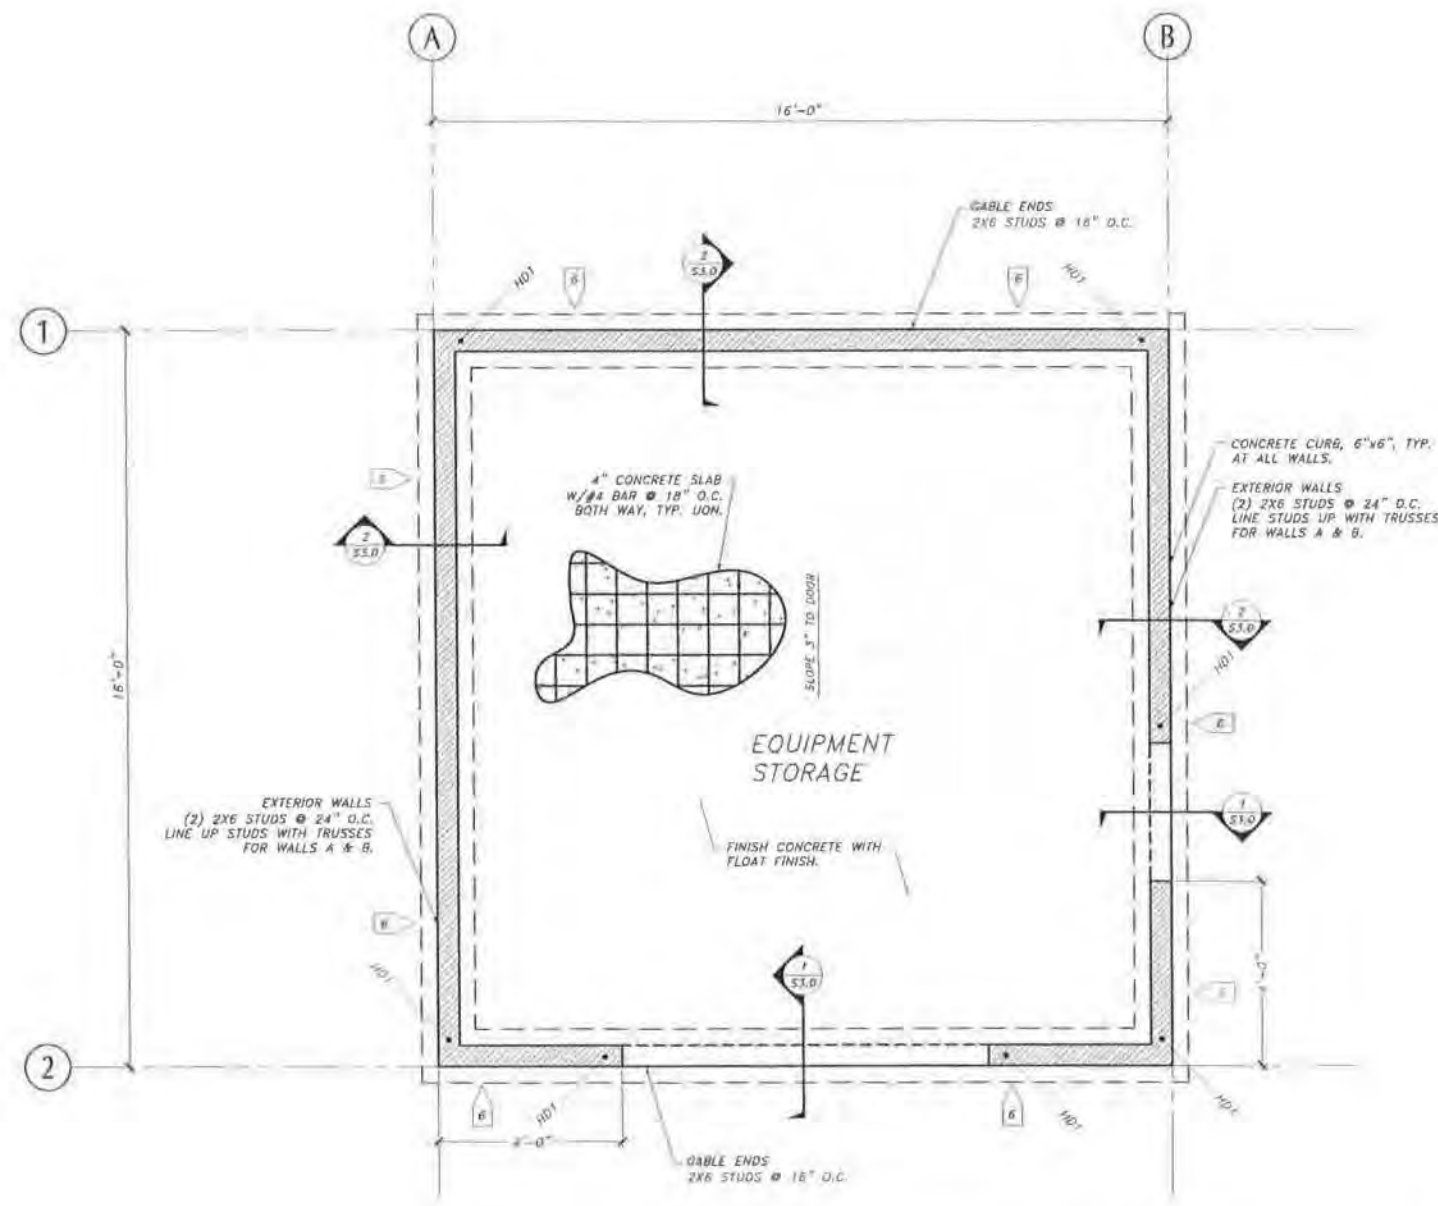 A
B
16'-0"
GABLE ENDS
2X6 STUDS @ 16" O.C.
2
S3.0
HD1
6
6
HD1
1
CONCRETE CURB, 6"x6", TYP.
AT ALL WALLS.
4" CONCRETE SLAB
W/#4 BAR @ 18" O.C.
BOTH WAY, TYP. UON.
EXTERIOR WALLS
(2) 2X6 STUDS @ 24" O.C.
LINE STUDS UP WITH TRUSSES
FOR WALLS A & B.
2
S3.0
SLOPE 3" TO DOOR
2
S3.0
16'-0"
HD1
6
EQUIPMENT
STORAGE
EXTERIOR WALLS
(2) 2X6 STUDS @ 24" O.C.
LINE UP STUDS WITH TRUSSES
FOR WALLS A & B.
1
S3.0
FINISH CONCRETE WITH
FLOAT FINISH.
6
HD1
1
S3.0
2
6
HD1
6
HD1
HD1
GABLE ENDS
2X6 STUDS @ 16" O.C.